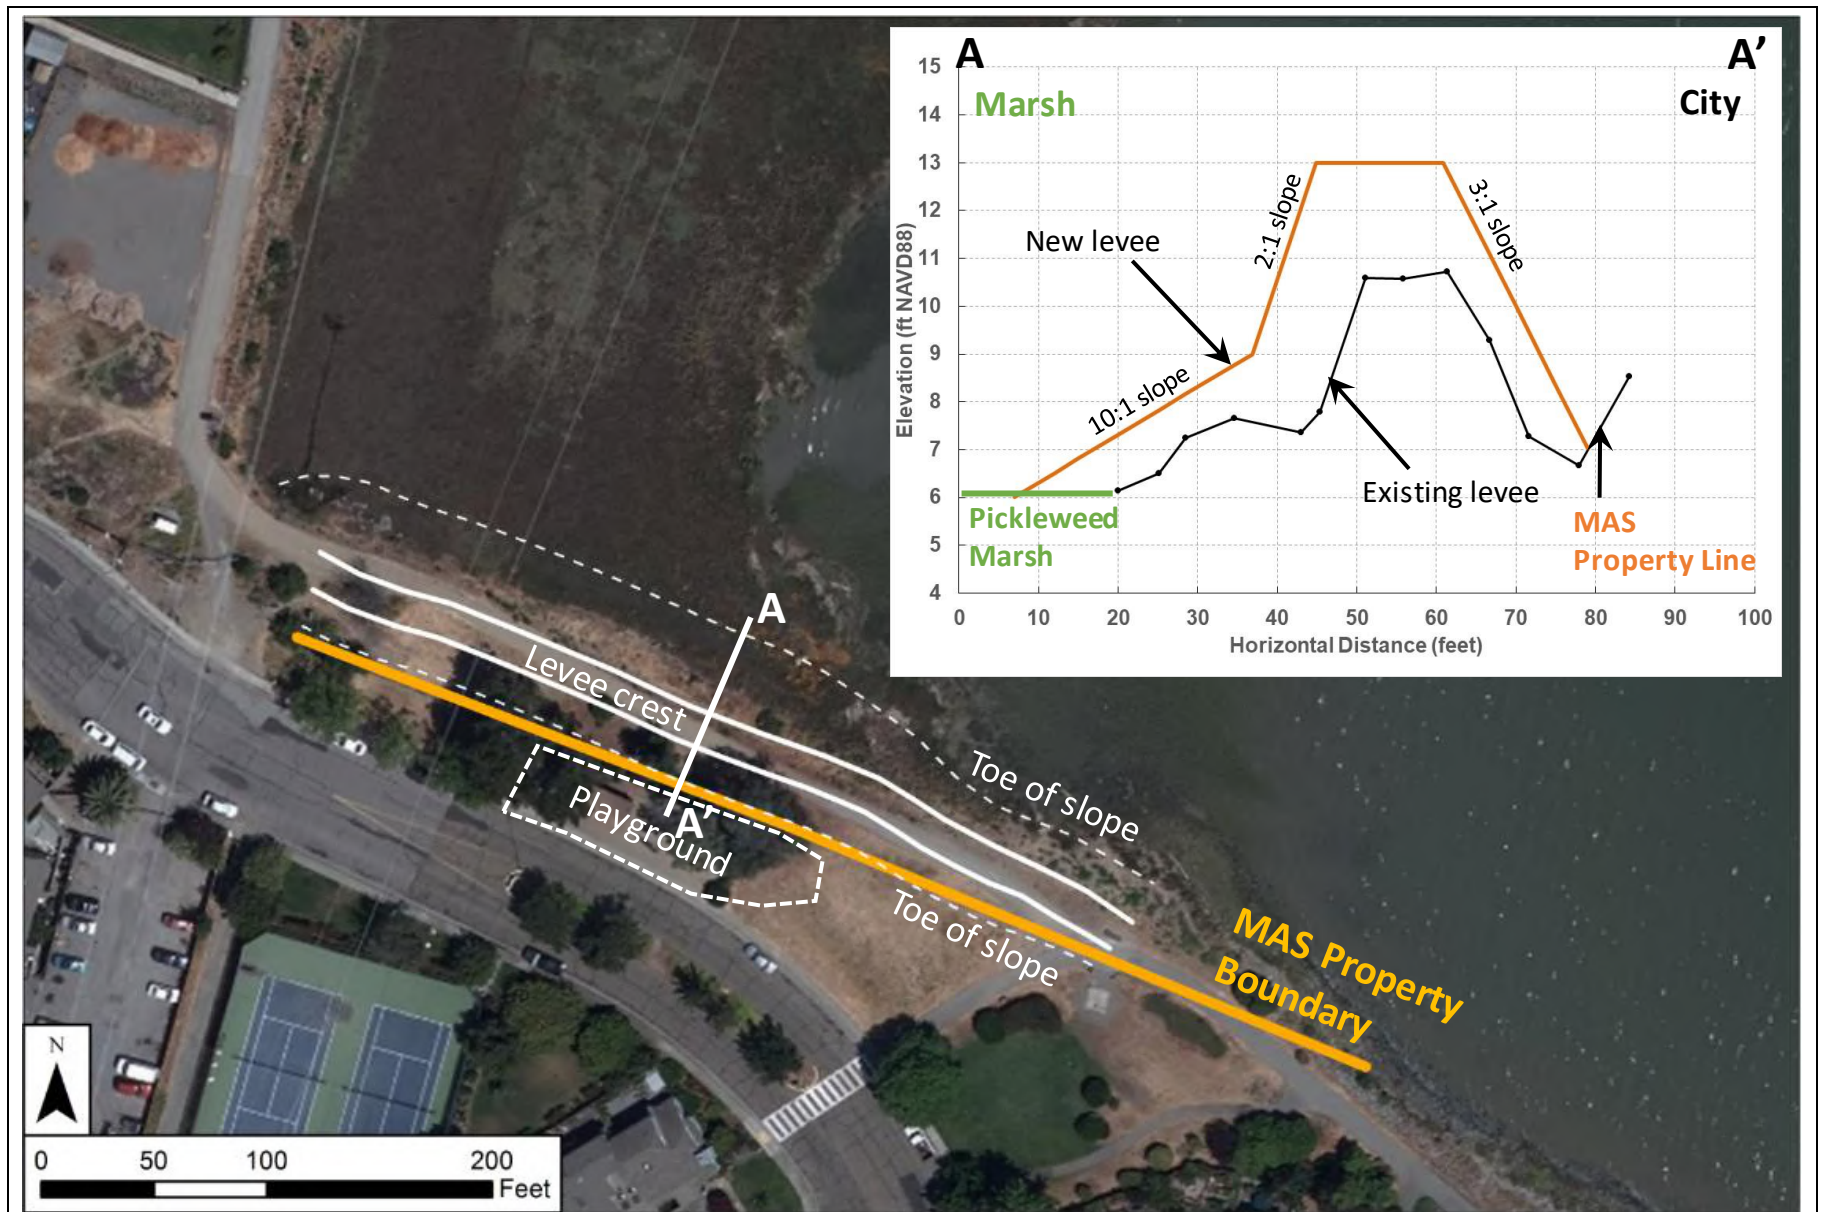 A
A’
15
Marsh
City
14
13
12
11
10
9
8
7
6
5
4
Elevation (ft NAVD88)
New levee
2:1 slope
3:1 slope
10:1 slope
Existing levee
Pickleweed
Marsh
MAS
Property Line
0
10
20
30
40
50
60
70
80
90
100
Horizontal Distance (feet)
A
Levee crest
A’
Playground
Toe of slope
Toe of slope
MAS Property
Boundary
N
0
50
100
200
Feet